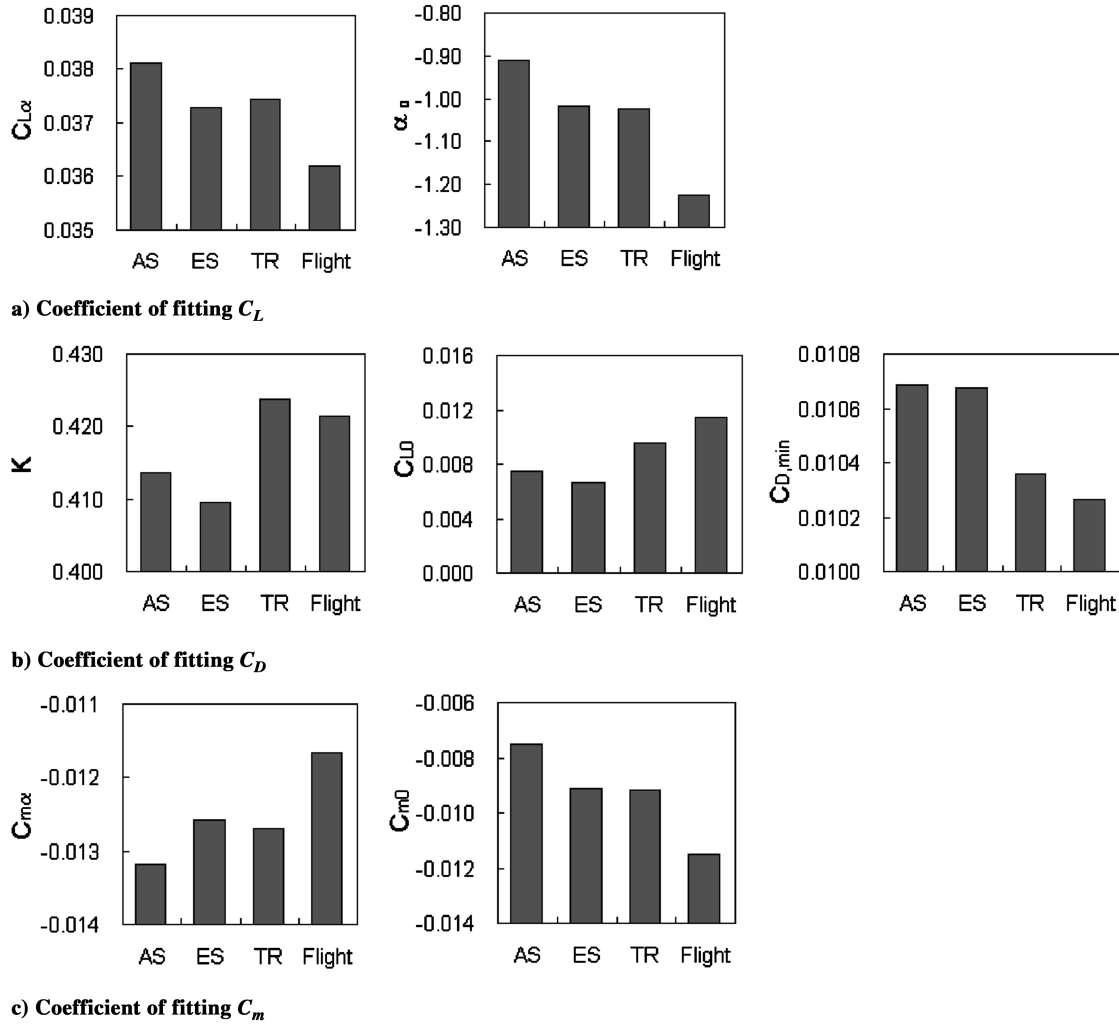 0.039
0.038
0.037
0.036
0.035
CLα
AS ES TR Flight
-0.80
-0.90
-1.00
-1.10
-1.20
-1.30
α0
AS ES TR Flight
a) Coefficient of fitting CL
0.430
0.420
0.410
0.400
K
AS ES TR Flight
0.016
0.012
0.008
0.004
0.000
CL0
AS ES TR Flight
0.0108
0.0106
0.0104
0.0102
0.0100
CD,min
AS ES TR Flight
b) Coefficient of fitting CD
-0.011
-0.012
-0.013
-0.014
Cmα
AS ES TR Flight
-0.006
-0.008
-0.010
-0.012
-0.014
Cm0
AS ES TR Flight
c) Coefficient of fitting Cm